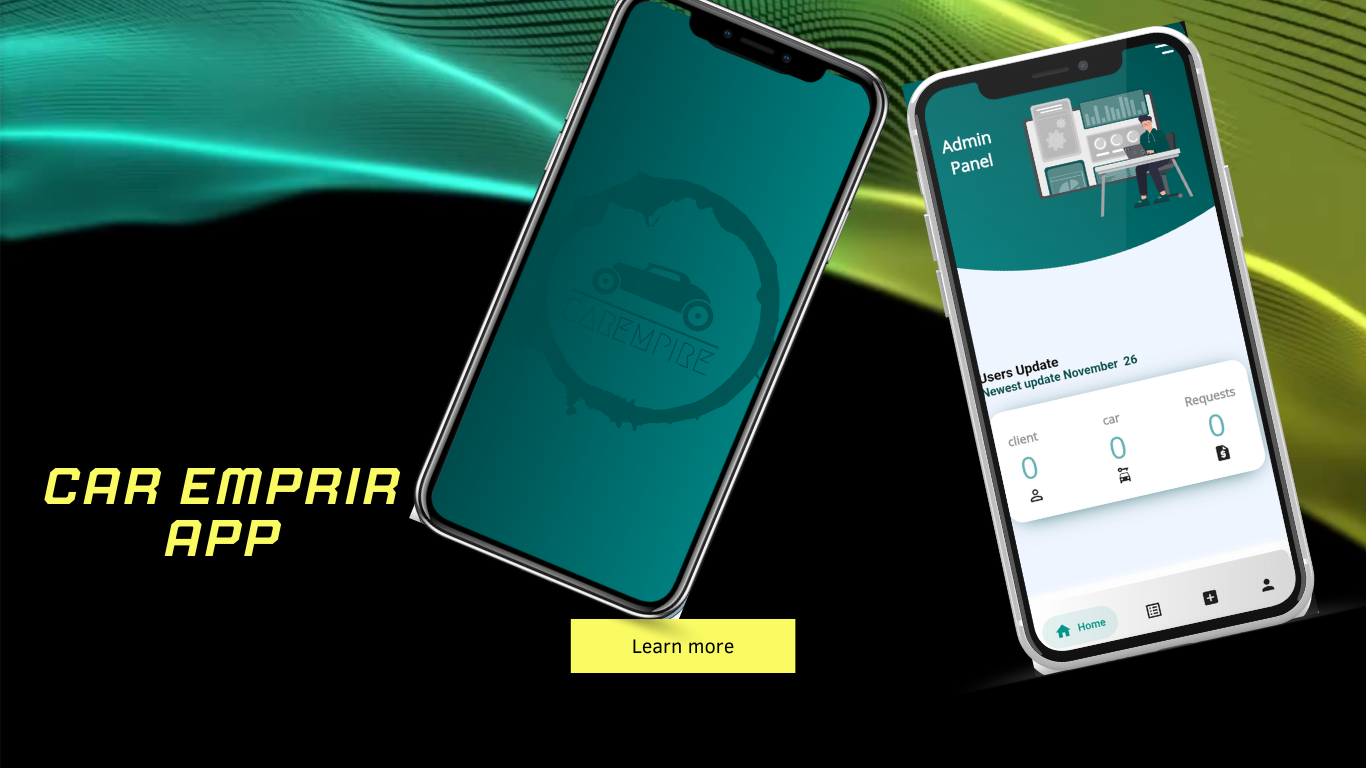 CAR EMPRIR
APP
CAREMPIRE
Learn more
Admin
Panel
Users Update
Newest update November 26
client car Requests
0 0 0
Home